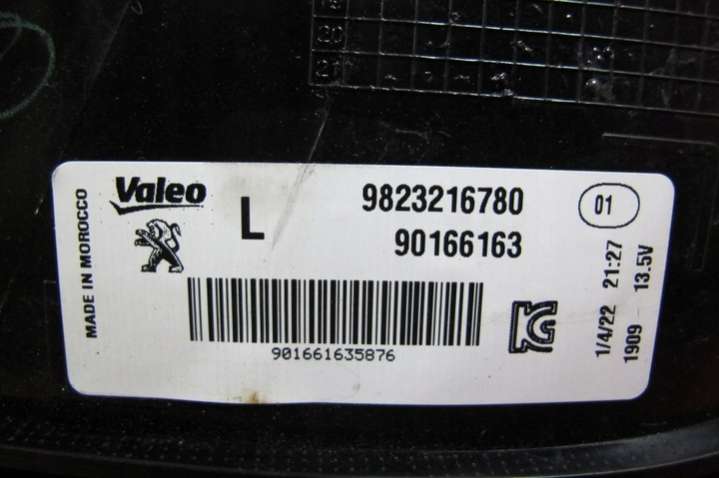 MADE IN MOROCCO
Valeo
L
9823216780
90166163
01
901661635876
1/4/22 21:27
1909 13.5V